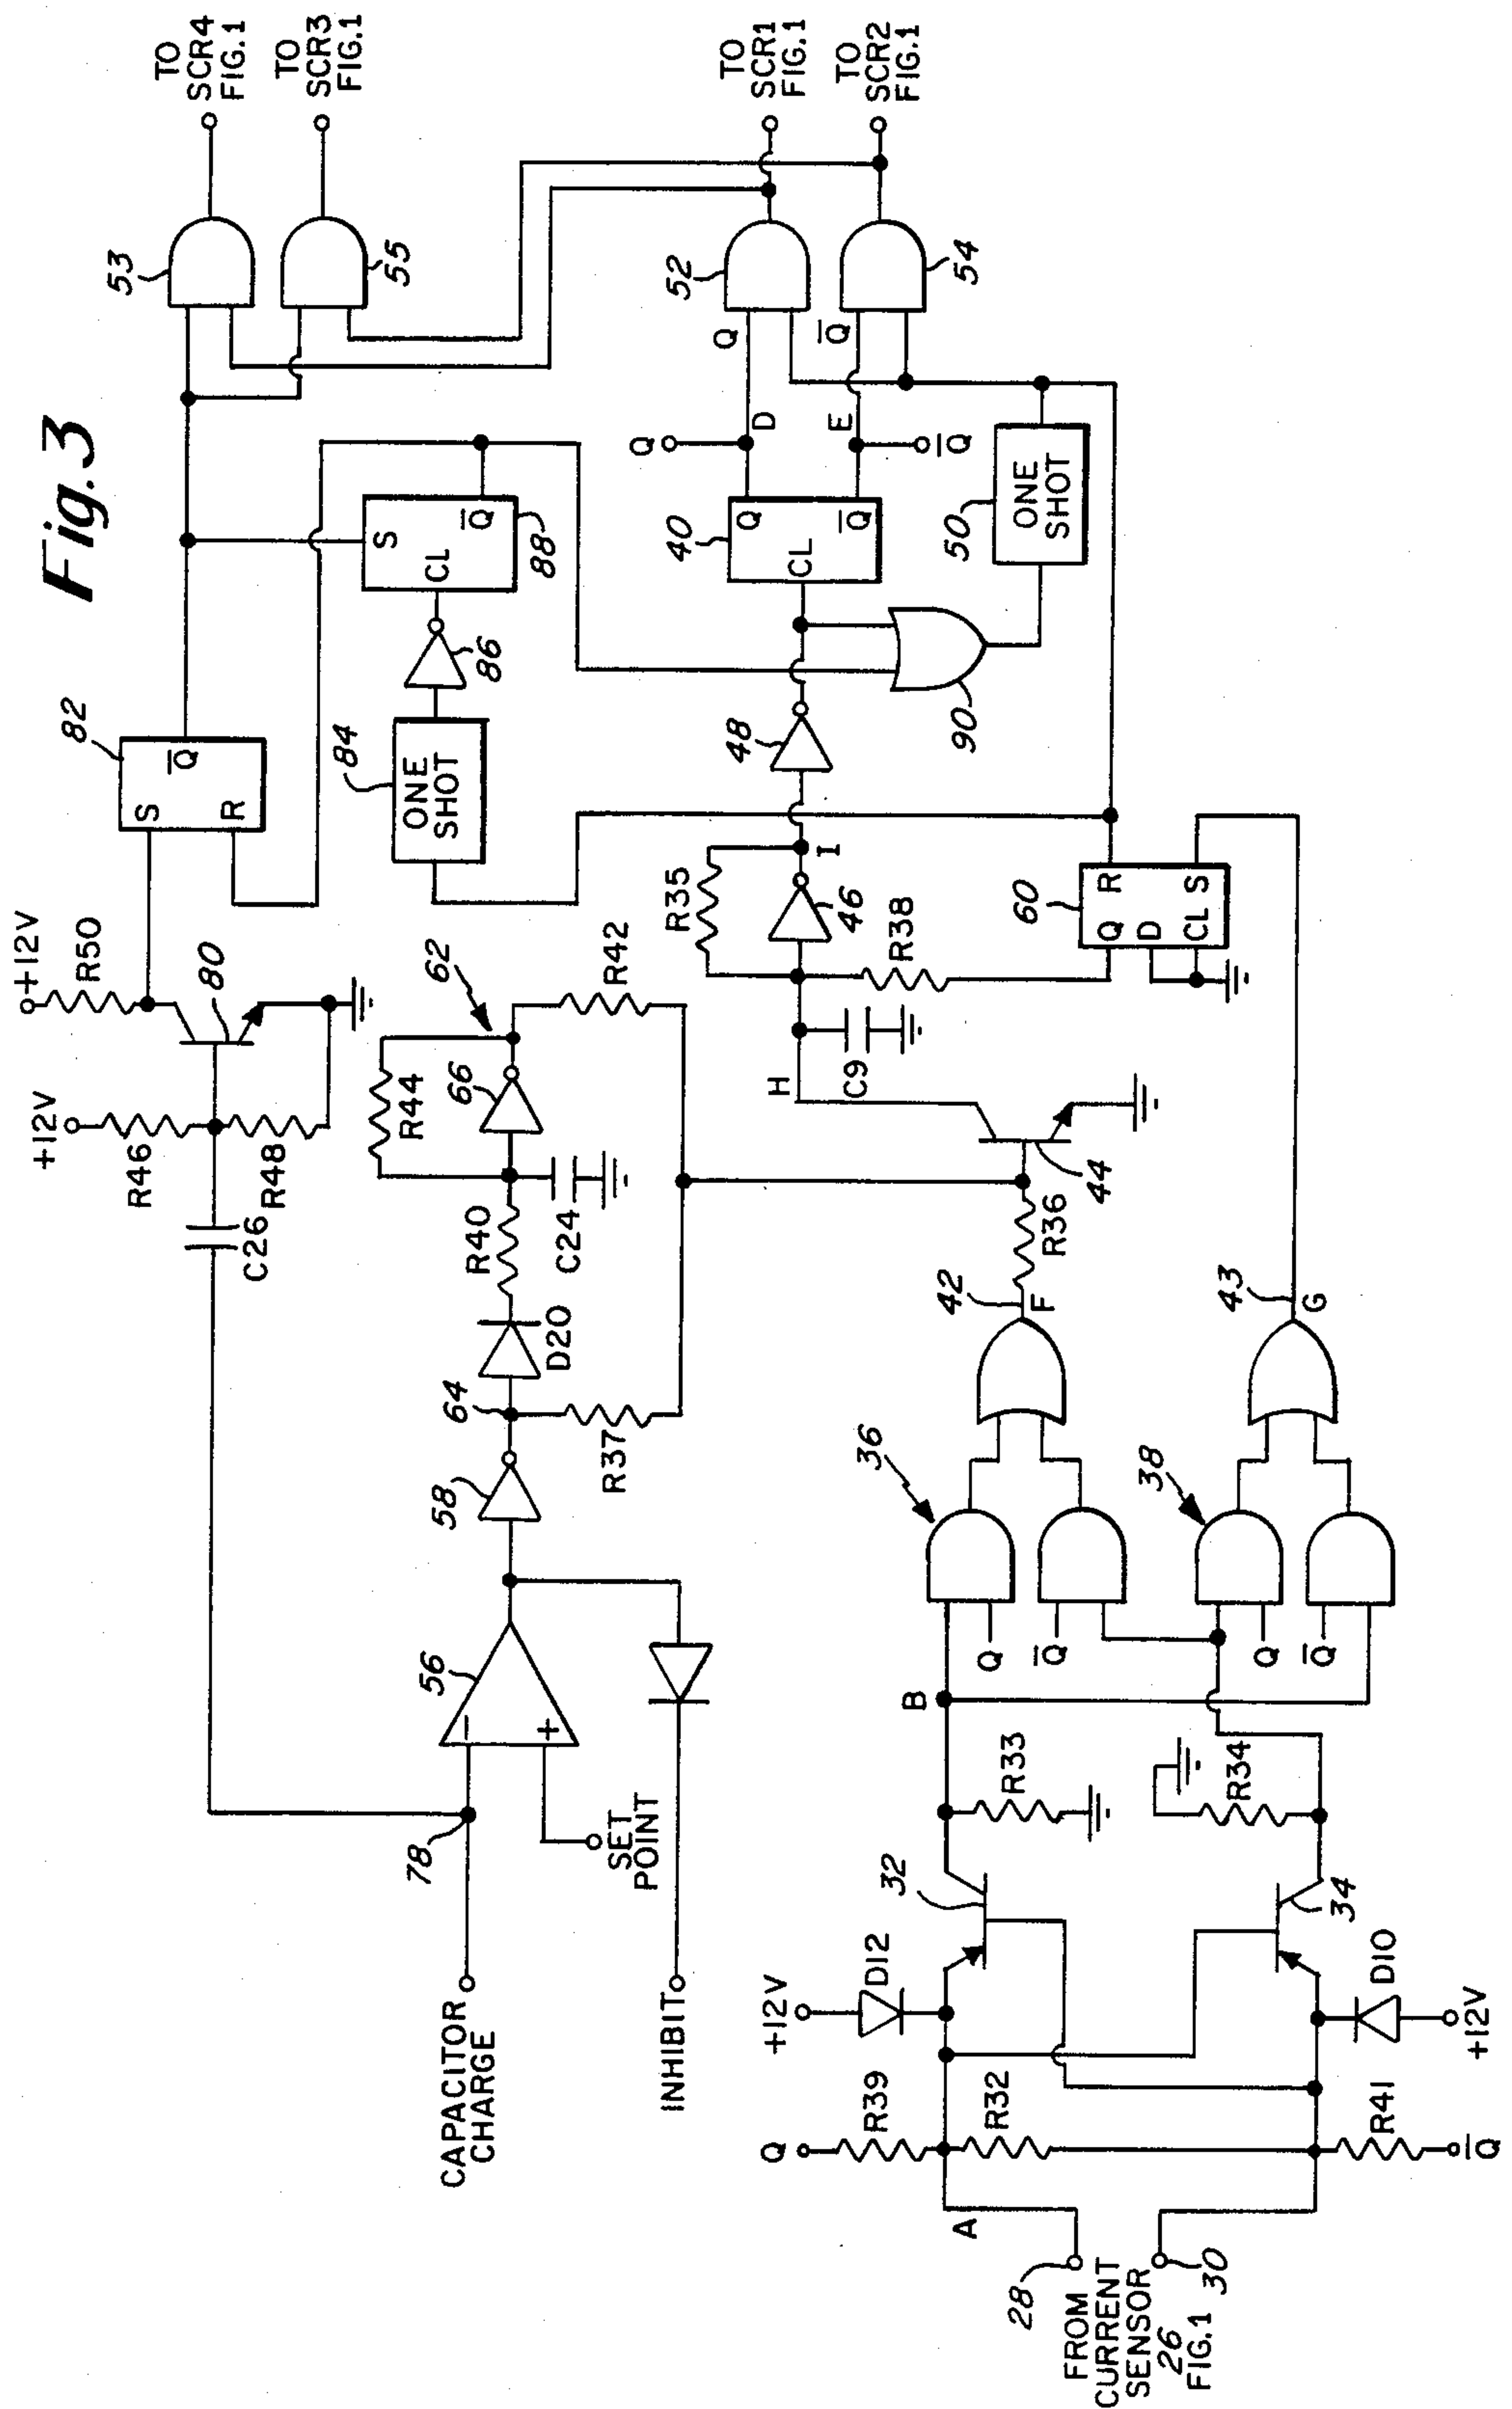 Fig. 3
TO
SCR4
FIG.1
TO
SCR3
FIG.1
TO
SCR1
FIG.1
TO
SCR2
FIG.1
53
55
52
54
Q
Q̅
D
E
Q
Q̅
82
S
R
Q̅
84
ONE
SHOT
86
S
CL
Q̅
88
40
Q
CL
Q̅
50
ONE
SHOT
90
48
I
R35
46
R38
60
Q
R
D
CL
S
+12V
R50
80
+12V
R46
R48
C26
62
R42
R44
66
R40
C24
D20
64
R37
58
56
−
+
78
CAPACITOR
CHARGE
SET
POINT
INHIBIT
H
C9
44
R36
42
F
43
G
36
38
Q
Q̅
Q
Q̅
B
R33
R34
32
34
+12V
D12
D10
+12V
Q
R39
R32
R41
Q̅
A
28
30
FROM
CURRENT
SENSOR
26
FIG.1